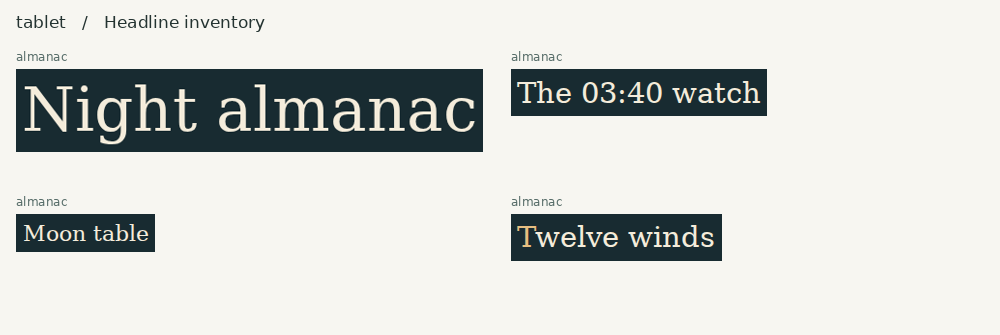 tablet / Headline inventory
almanac
Night almanac
almanac
The 03:40 watch
almanac
Moon table
almanac
Twelve winds